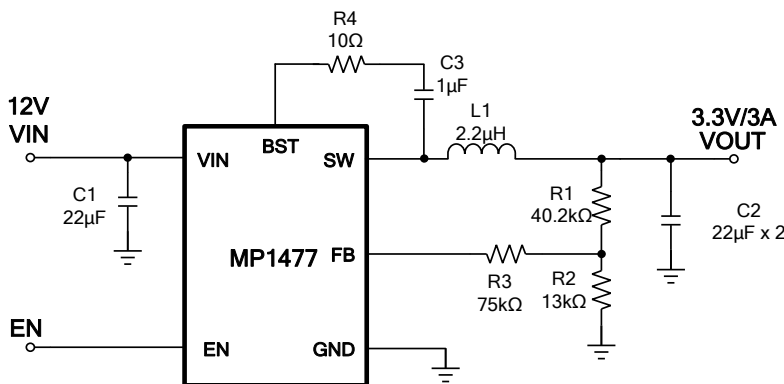 R4
10Ω
C3
1µF
12V
VIN
L1
2.2µH
3.3V/3A
VOUT
BST
VIN
SW
C1
22µF
R1
40.2kΩ
C2
22µF x 2
MP1477
FB
R3
75kΩ
R2
13kΩ
EN
EN
GND